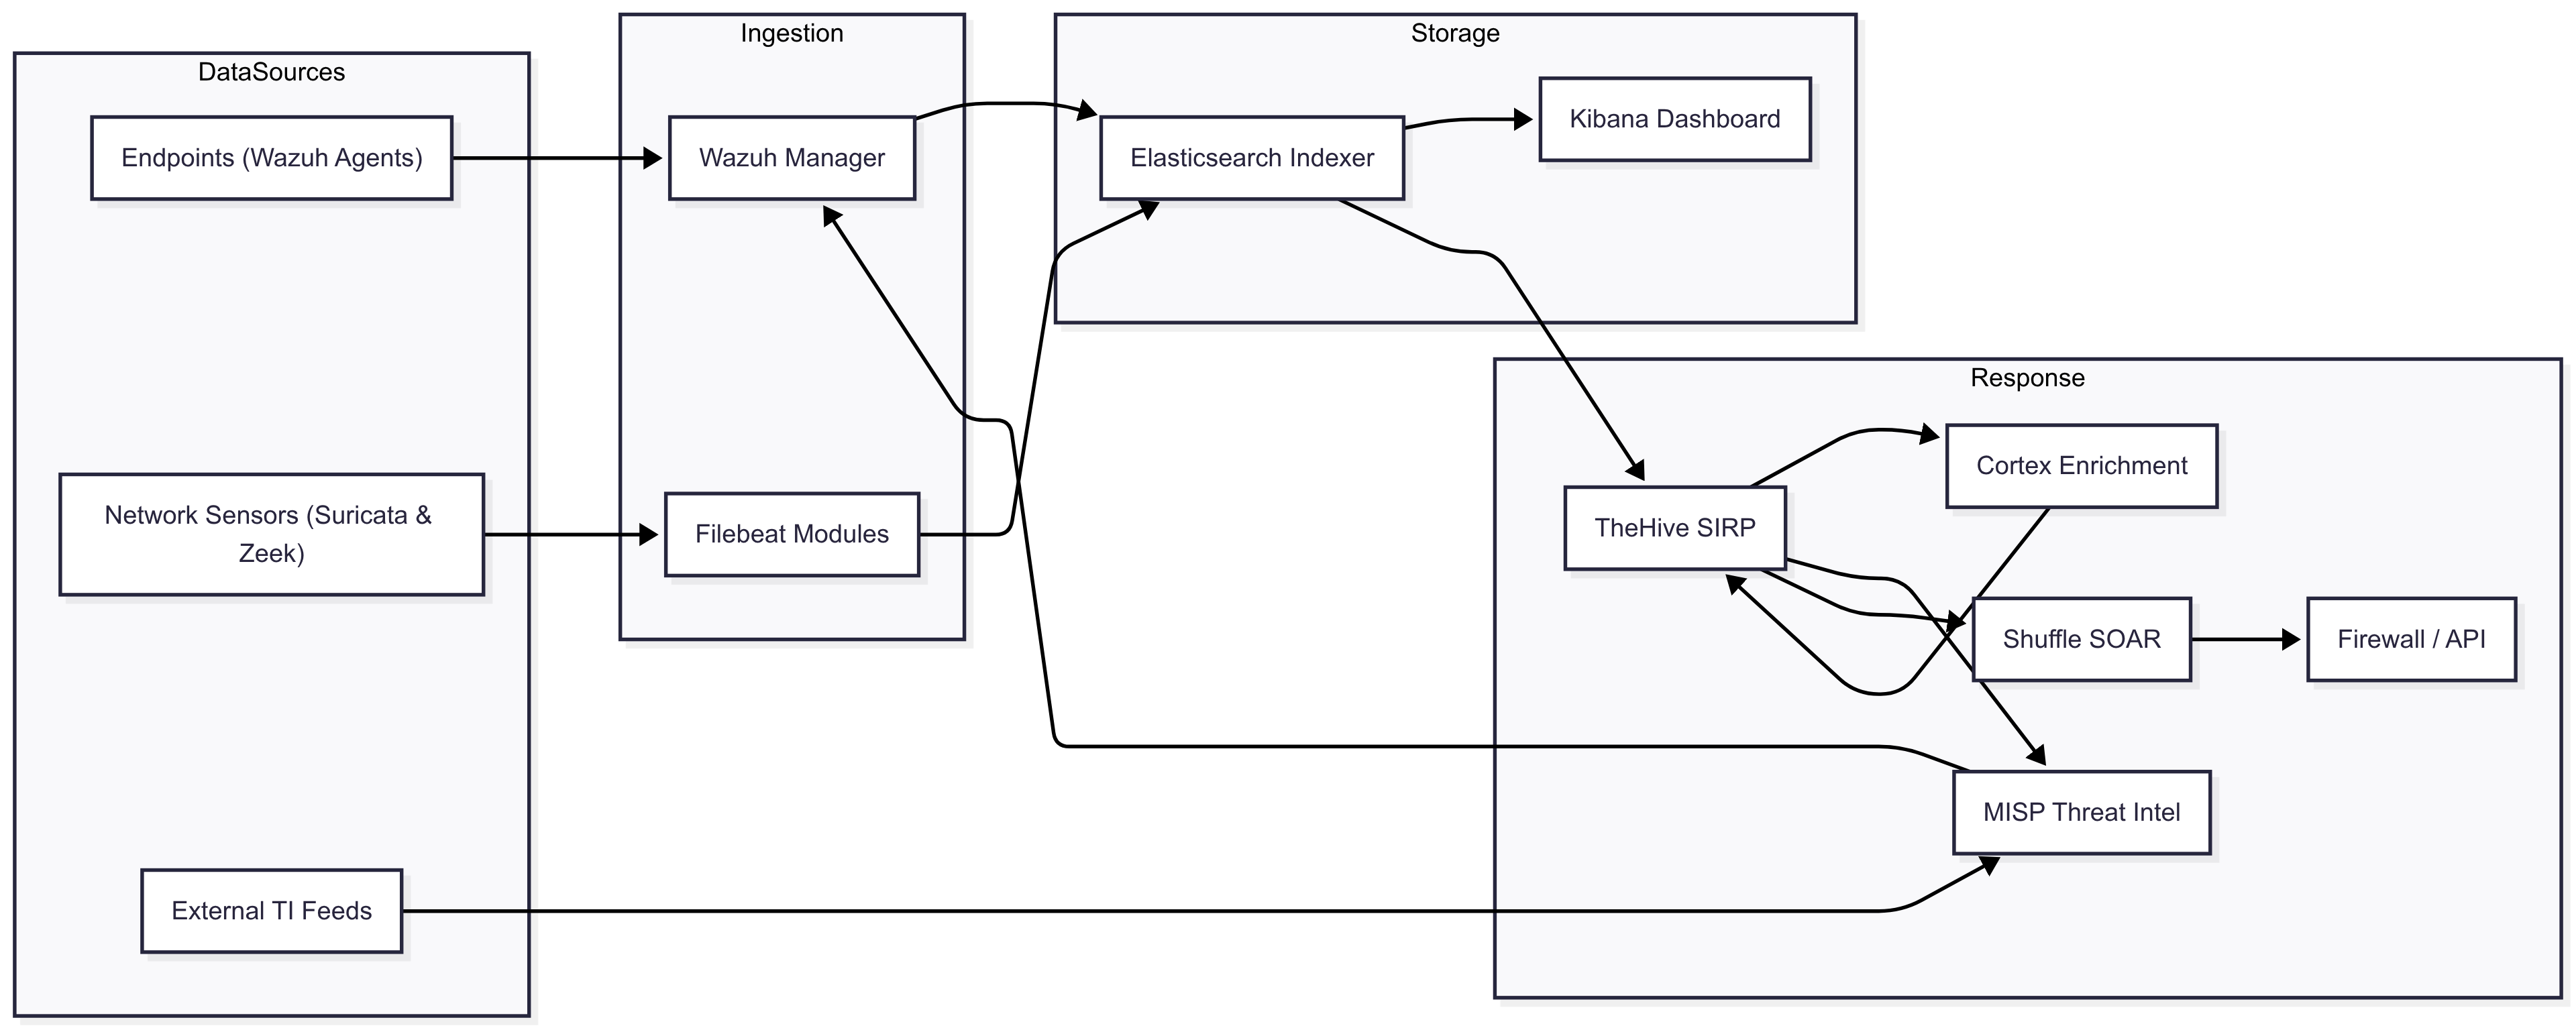 DataSources
Endpoints (Wazuh Agents)
Network Sensors (Suricata &
Zeek)
External TI Feeds
Ingestion
Wazuh Manager
Filebeat Modules
Storage
Elasticsearch Indexer
Kibana Dashboard
Response
TheHive SIRP
Cortex Enrichment
Shuffle SOAR
Firewall / API
MISP Threat Intel